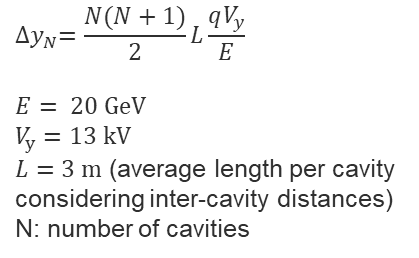 Δy_N = N(N + 1)/2 L qV_y/E
E = 20 GeV
V_y = 13 kV
L = 3 m (average length per cavity
considering inter-cavity distances)
N: number of cavities